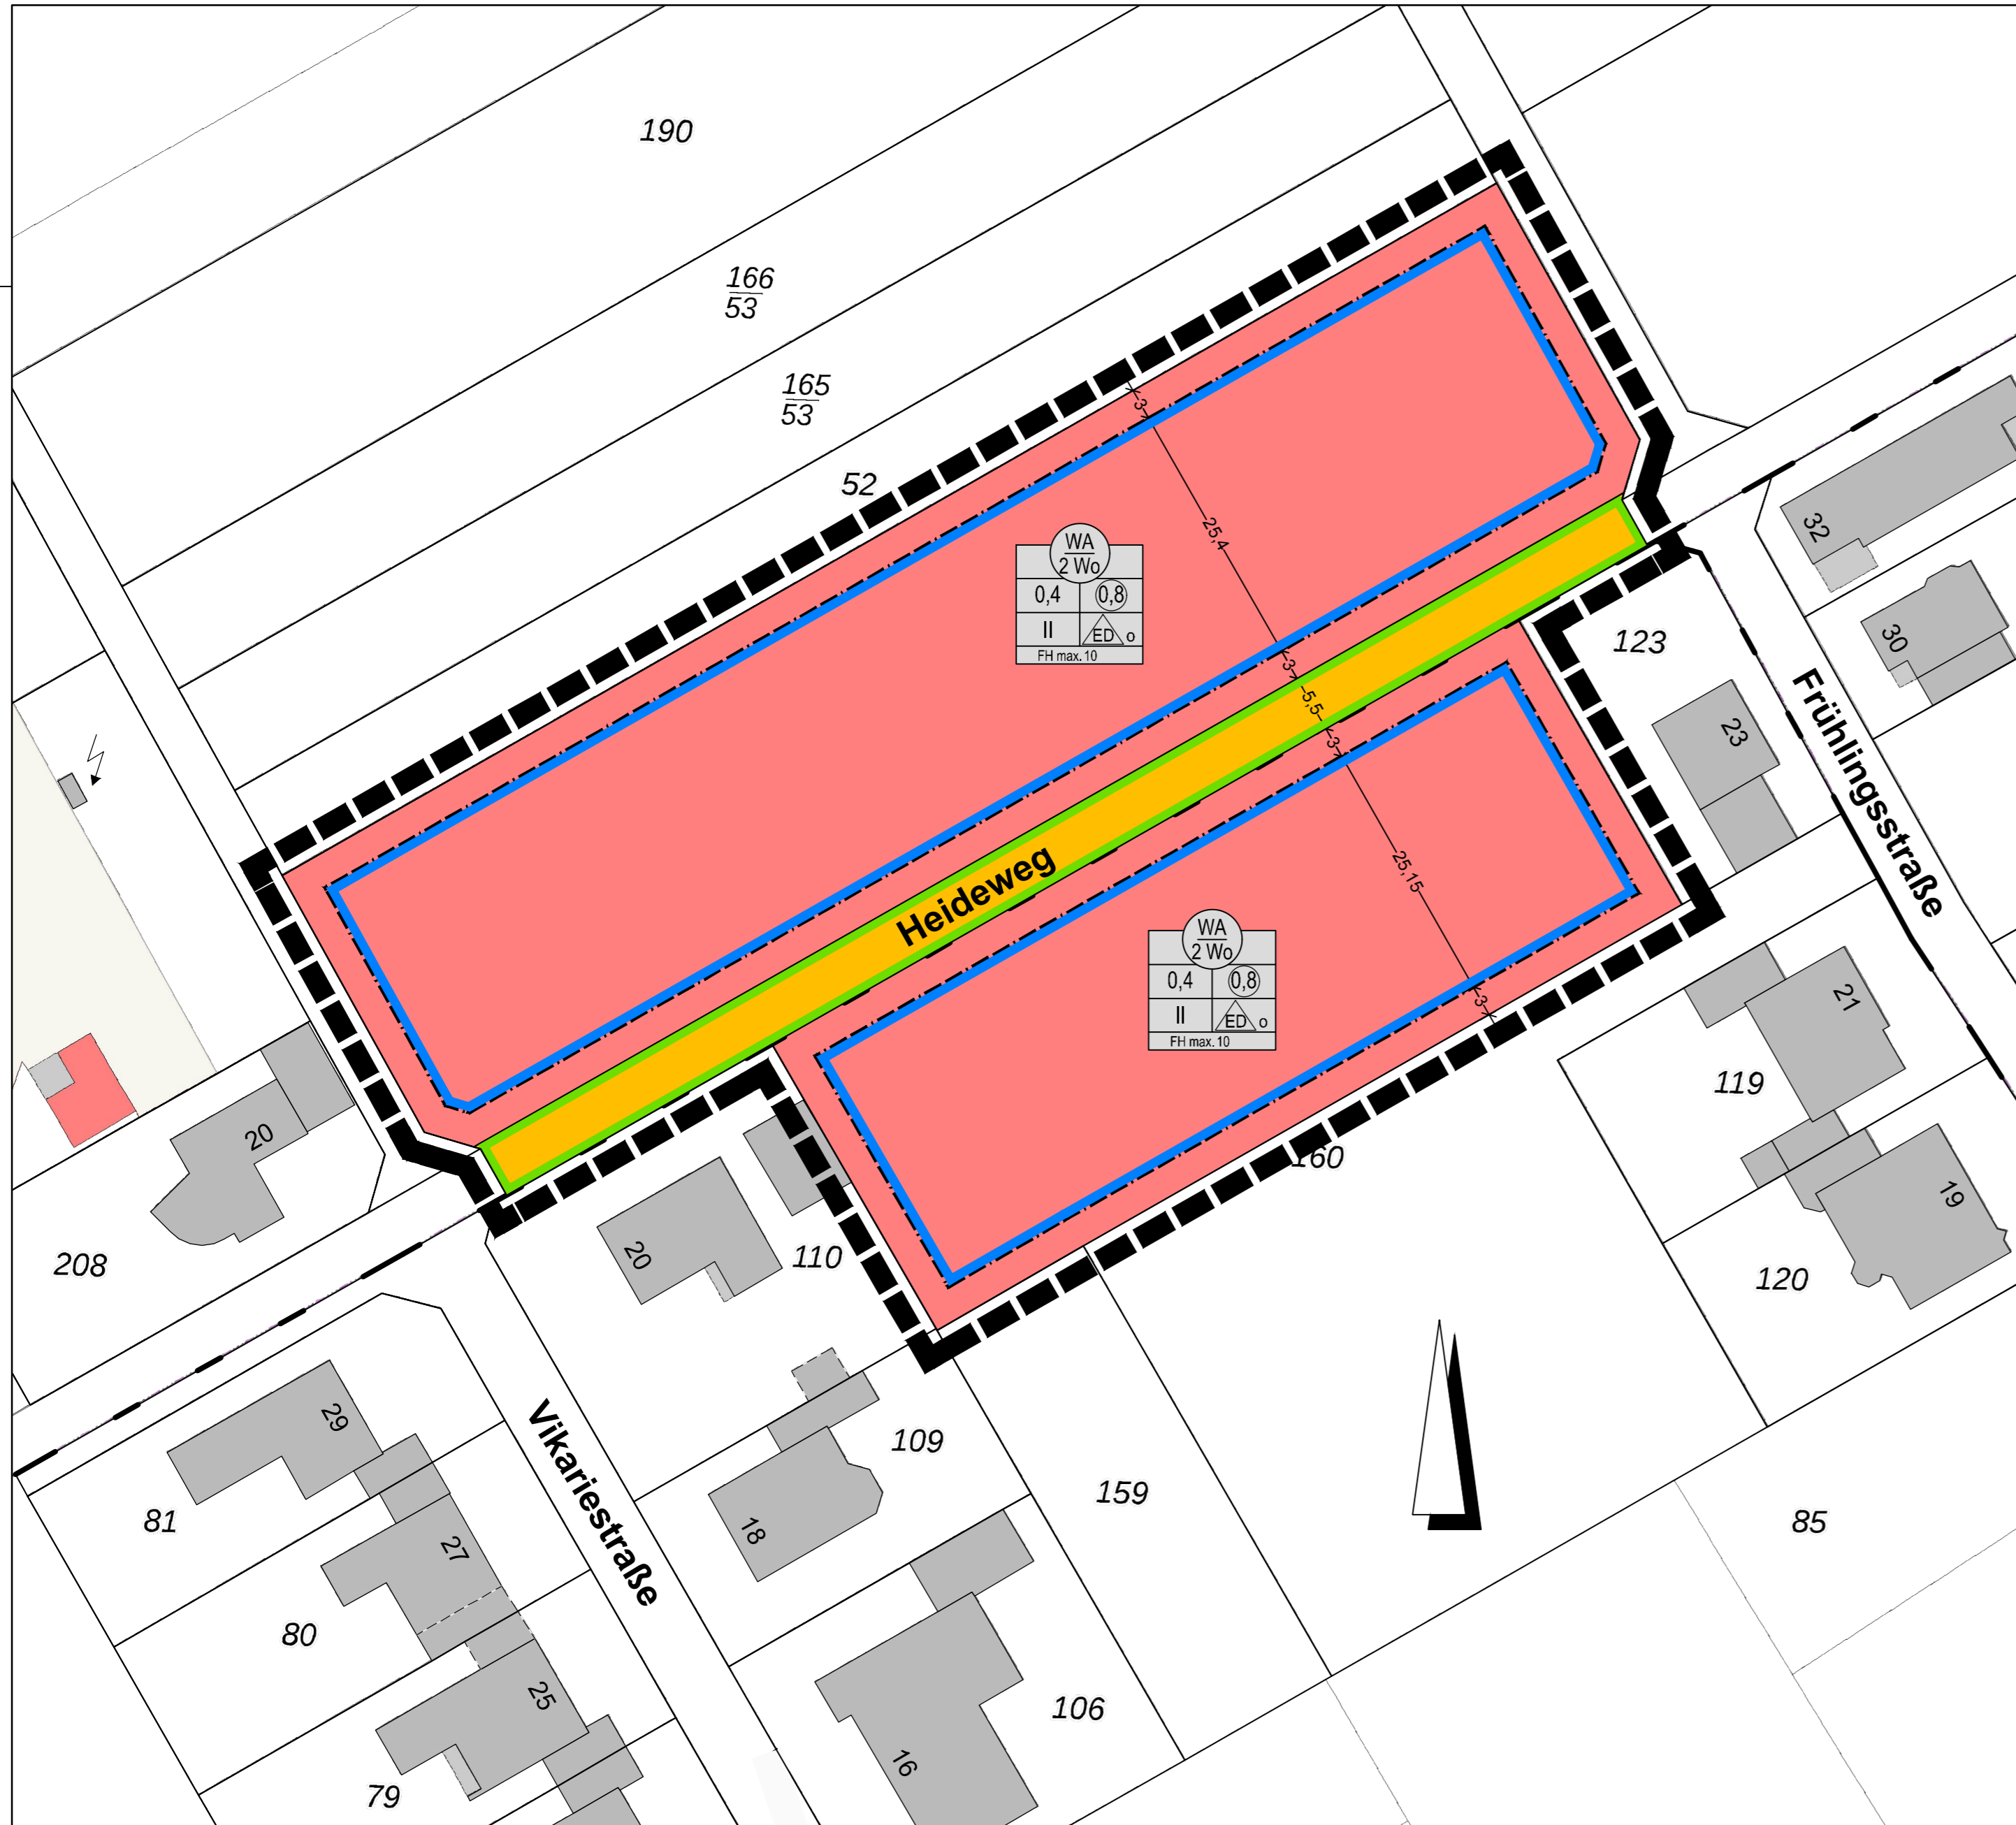 190
166
53
165
53
52
3
25,4
WA
2 Wo
0,4
0,8
II
ED
o
FH max. 10
32
30
123
23
Frühlingsstraße
3
5,5
3
Heideweg
25,15
WA
2 Wo
0,4
0,8
II
ED
o
FH max. 10
3
21
119
160
19
120
20
208
20
110
29
81
Vikariestraße
109
18
159
85
27
80
25
79
106
16